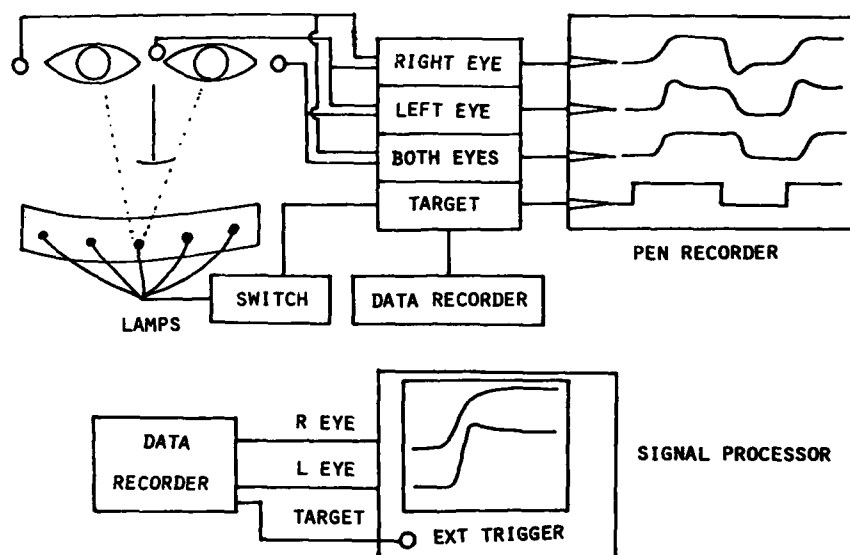 RIGHT EYE
LEFT EYE
BOTH EYES
TARGET
PEN RECORDER
SWITCH
DATA RECORDER
LAMPS
R EYE
DATA
RECORDER
L EYE
SIGNAL PROCESSOR
TARGET
EXT TRIGGER